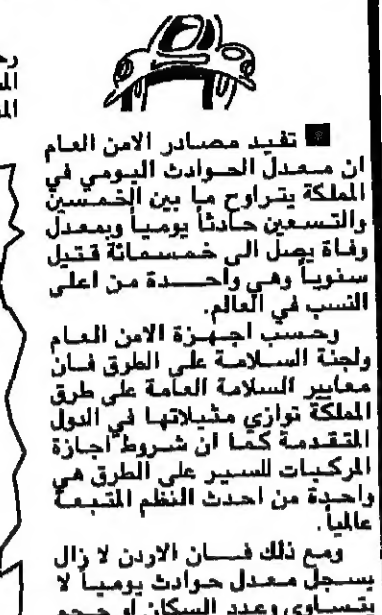 تفيد مصادر الامن العام
ان معدل الحوادث اليومي في
المملكة يتراوح ما بين الخمسين
والتسعين حادثاً يومياً وبمعدل
وفاة يصل الى خمسمائة قتيل
سنوياً وهي واحدة من اعلى
النسب في العالم.
وحسب اجهزة الامن العام
ولجنة السلامة على الطرق فان
معايير السلامة العامة على طرق
المملكة توازي مثيلاتها في الدول
المتقدمة كما ان شروط اجازة
المركبات للسير على الطرق هي
واحدة من احدث النظم المتبعة
عالمياً.
ومع ذلك فان الاردن لا زال
يسجل معدل حوادث يومياً لا
يتساوى وعدد السكان او حجم